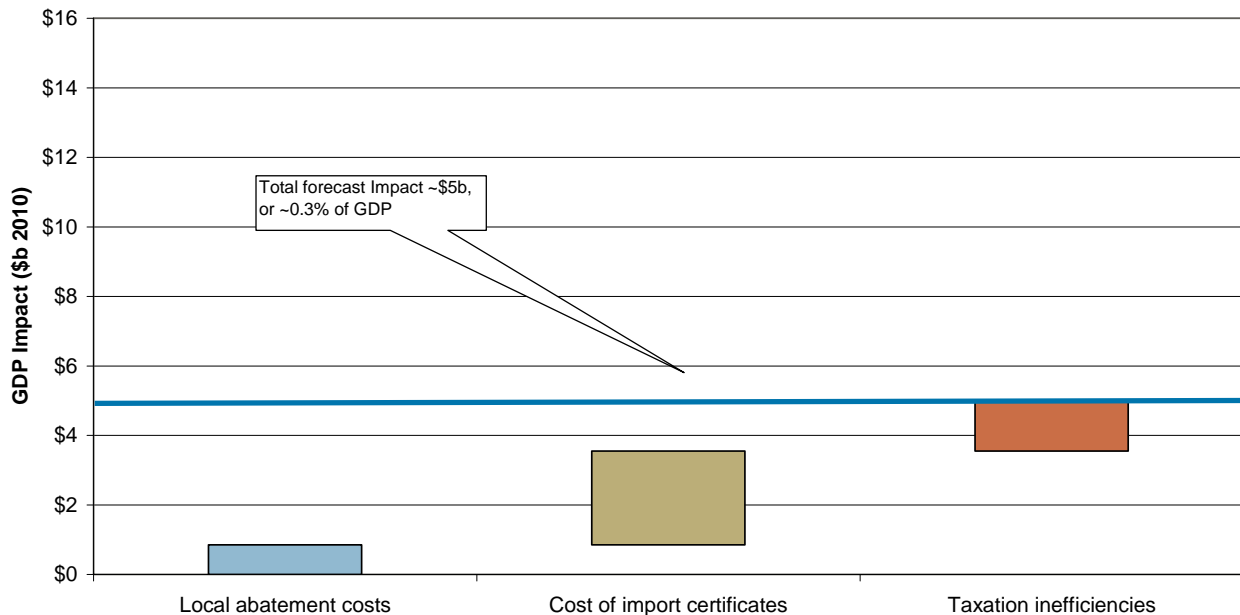 $16
$14
$12
Total forecast Impact ~$5b,
or ~0.3% of GDP
$10
GDP Impact ($b 2010)
$8
$6
$4
$2
$0
Local abatement costs
Cost of import certificates
Taxation inefficiencies